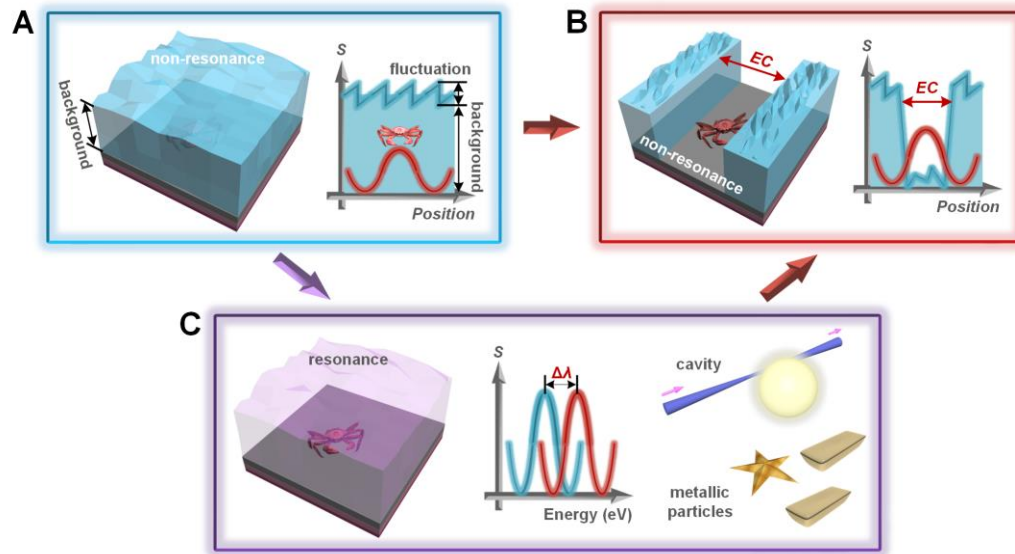 A
non-resonance
background
S
fluctuation
background
Position
B
EC
non-resonance
S
EC
Position
C
resonance
S
Δλ
Energy (eV)
cavity
metallic
particles